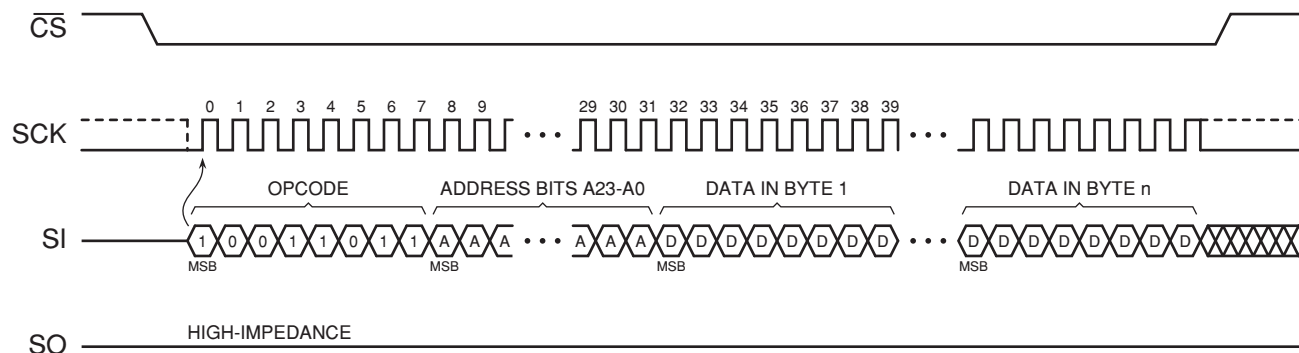 CS
0 1 2 3 4 5 6 7 8 9 29 30 31 32 33 34 35 36 37 38 39
SCK
OPCODE ADDRESS BITS A23-A0 DATA IN BYTE 1 DATA IN BYTE n
SI 1 0 0 1 1 0 1 1 A A A A A A D D D D D D D D D D D D D D D D
MSB MSB MSB MSB
HIGH-IMPEDANCE
SO